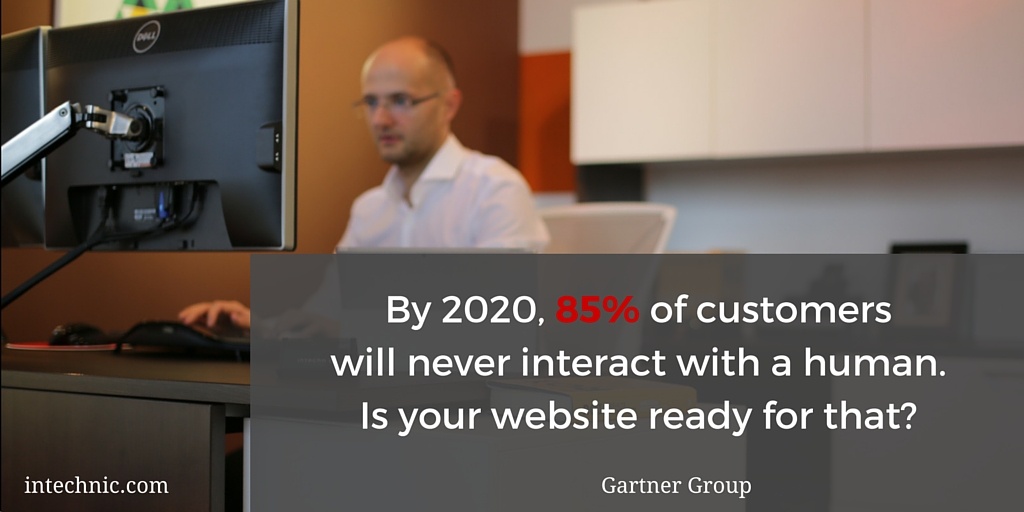 DELL
By 2020, 85% of customers
will never interact with a human.
Is your website ready for that?
intechnic.com
Gartner Group